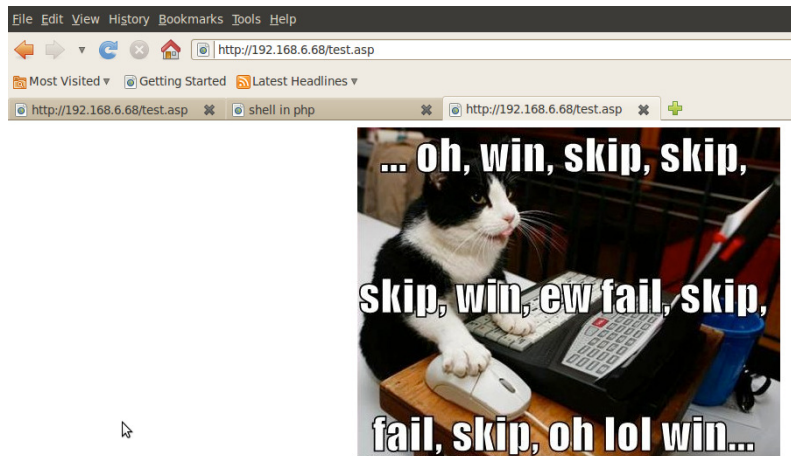 File Edit View History Bookmarks Tools Help
http://192.168.6.68/test.asp
Most Visited Getting Started Latest Headlines
http://192.168.6.68/test.asp shell in php http://192.168.6.68/test.asp
... oh, win, skip, skip,
skip, win, ew fail, skip,
fail, skip, oh lol win...